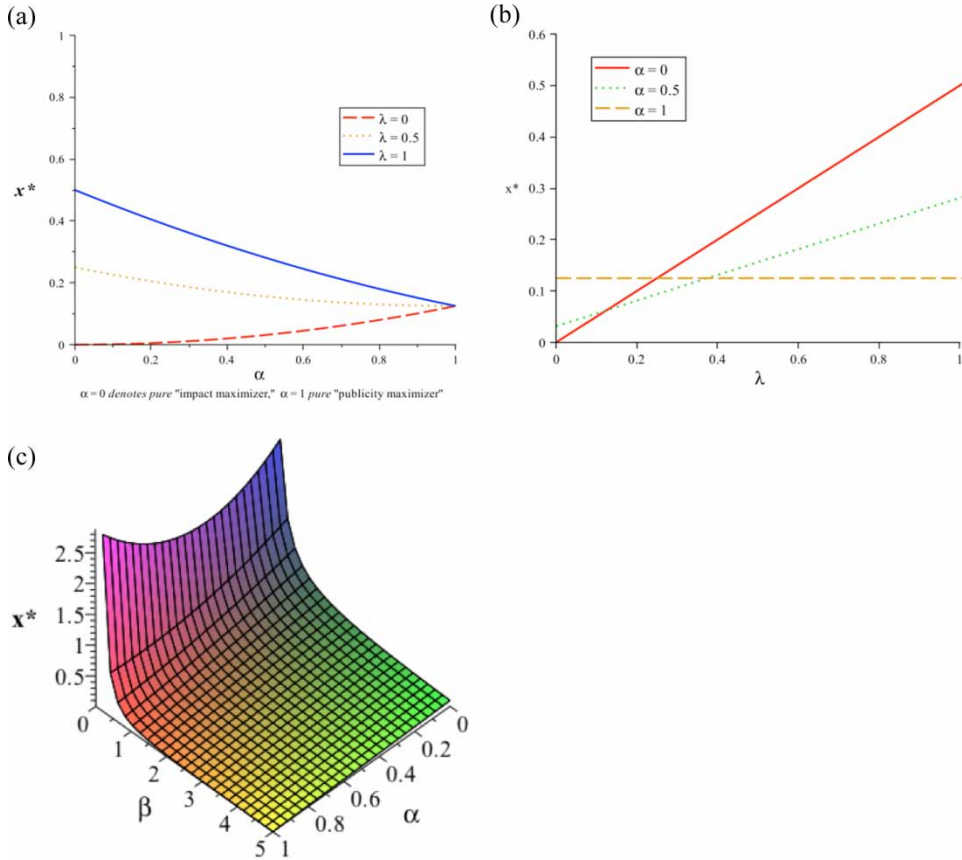 (a)
1
0.8
0.6
x*
0.4
0.2
0
0 0.2 0.4 0.6 0.8 1
α
λ = 0
λ = 0.5
λ = 1
α = 0 denotes pure "impact maximizer," α = 1 pure "publicity maximizer"
(b)
0.6
0.5
0.4
x* 0.3
0.2
0.1
0
0 0.2 0.4 0.6 0.8 1
λ
α = 0
α = 0.5
α = 1
(c)
2.5
2
1.5
x* 1
0.5
0
1
2
3
4
5
β
0
0.2
0.4
0.6
0.8
1
α